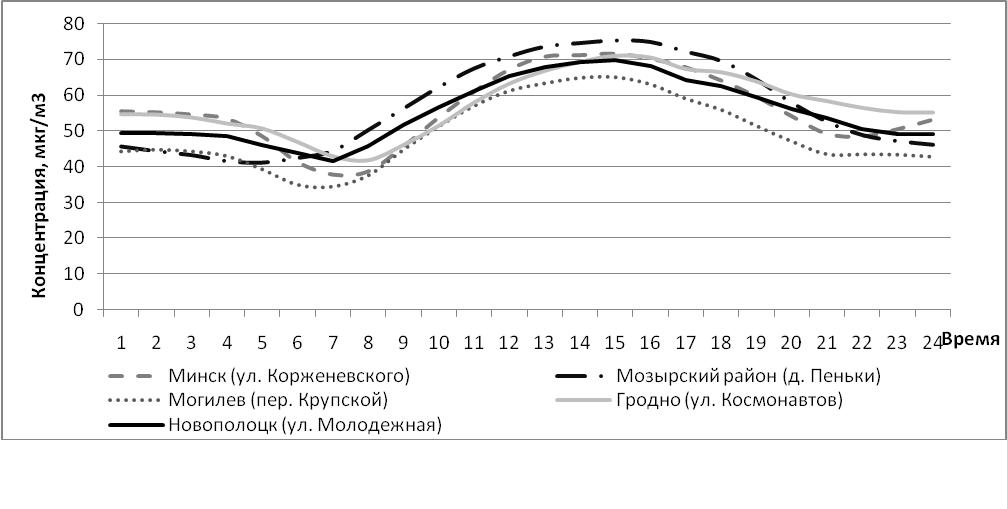 80
70
60
50
40
30
20
10
0
Концентрация, мкг/м3
1 2 3 4 5 6 7 8 9 10 11 12 13 14 15 16 17 18 19 20 21 22 23 24 Время
Минск (ул. Корженевского) Мозырский район (д. Пеньки)
Могилев (пер. Крупской) Гродно (ул. Космонавтов)
Новополоцк (ул. Молодежная)